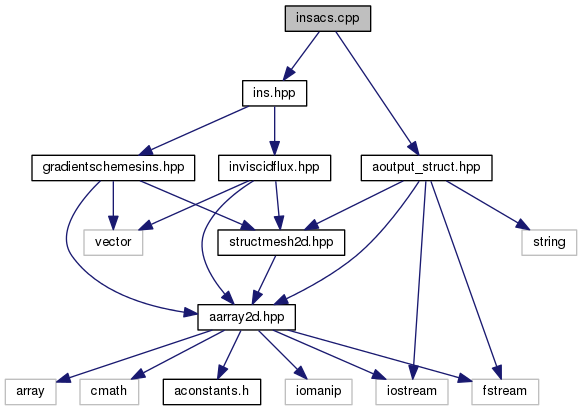 insacs.cpp
ins.hpp
gradientschemesins.hpp
inviscidflux.hpp
aoutput_struct.hpp
vector
structmesh2d.hpp
string
aarray2d.hpp
array
cmath
aconstants.h
iomanip
iostream
fstream